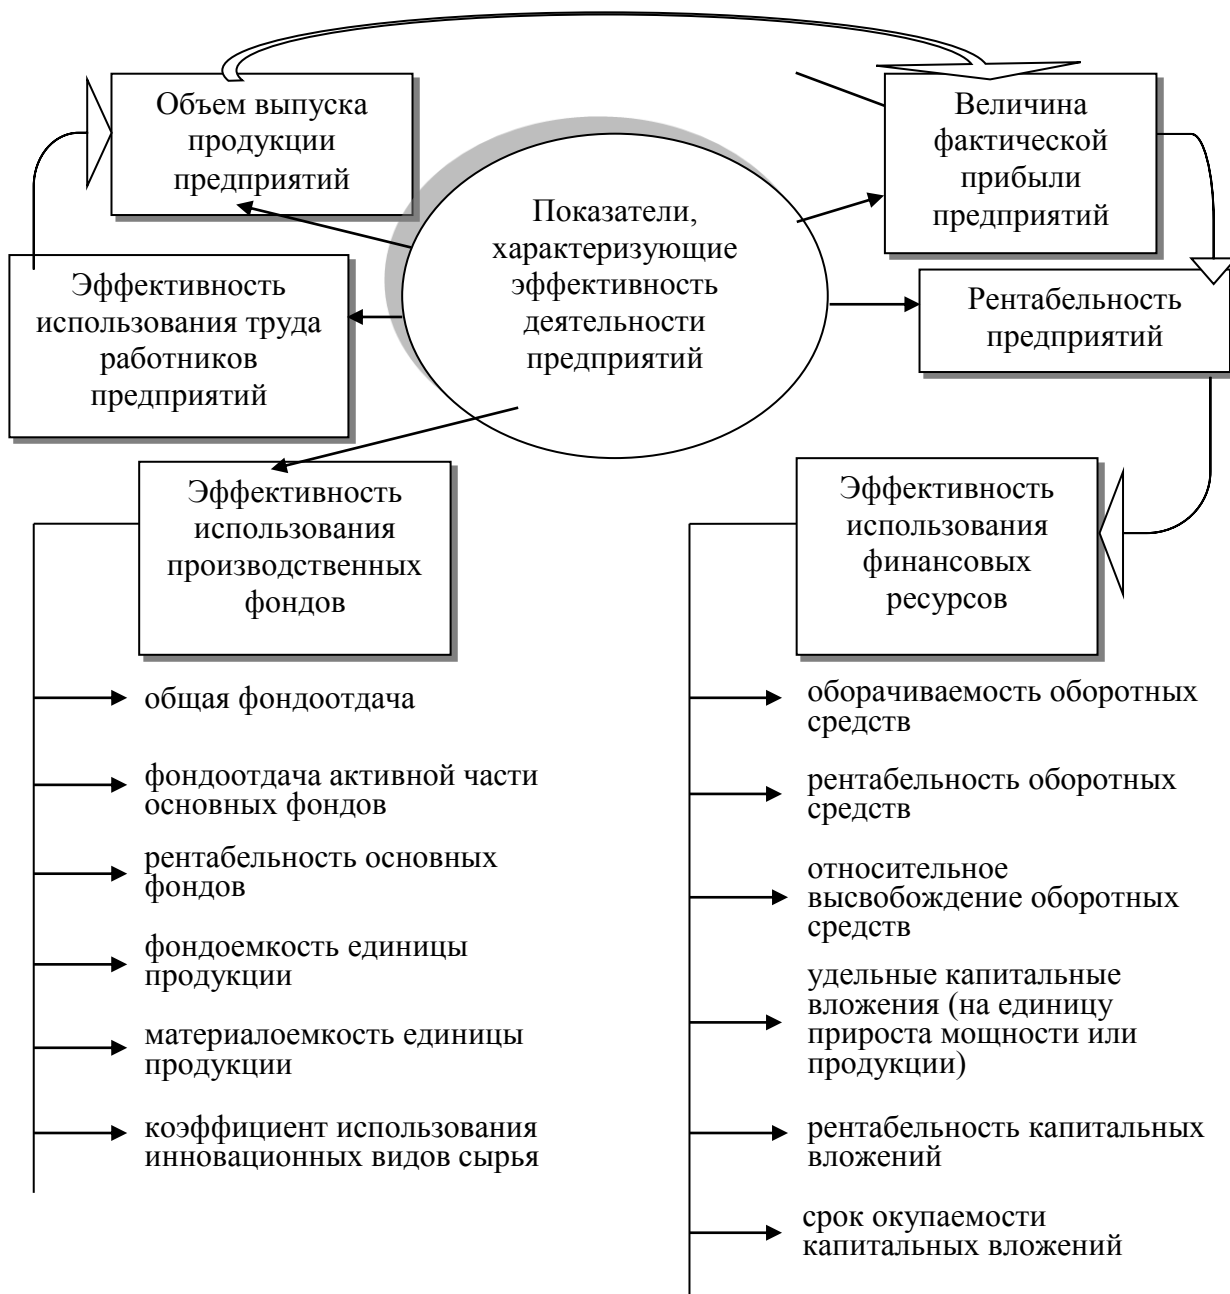 Объем выпуска
продукции
предприятий
Величина
фактической
прибыли
предприятий
Показатели,
характеризующие
эффективность
деятельности
предприятий
Эффективность
использования труда
работников
предприятий
Рентабельность
предприятий
Эффективность
использования
производственных
фондов
общая фондоотдача
фондоотдача активной части
основных фондов
рентабельность основных
фондов
фондоемкость единицы
продукции
материалоемкость единицы
продукции
коэффициент использования
инновационных видов сырья
Эффективность
использования
финансовых
ресурсов
оборачиваемость оборотных
средств
рентабельность оборотных
средств
относительное
высвобождение оборотных
средств
удельные капитальные
вложения (на единицу
прироста мощности или
продукции)
рентабельность капитальных
вложений
срок окупаемости
капитальных вложений